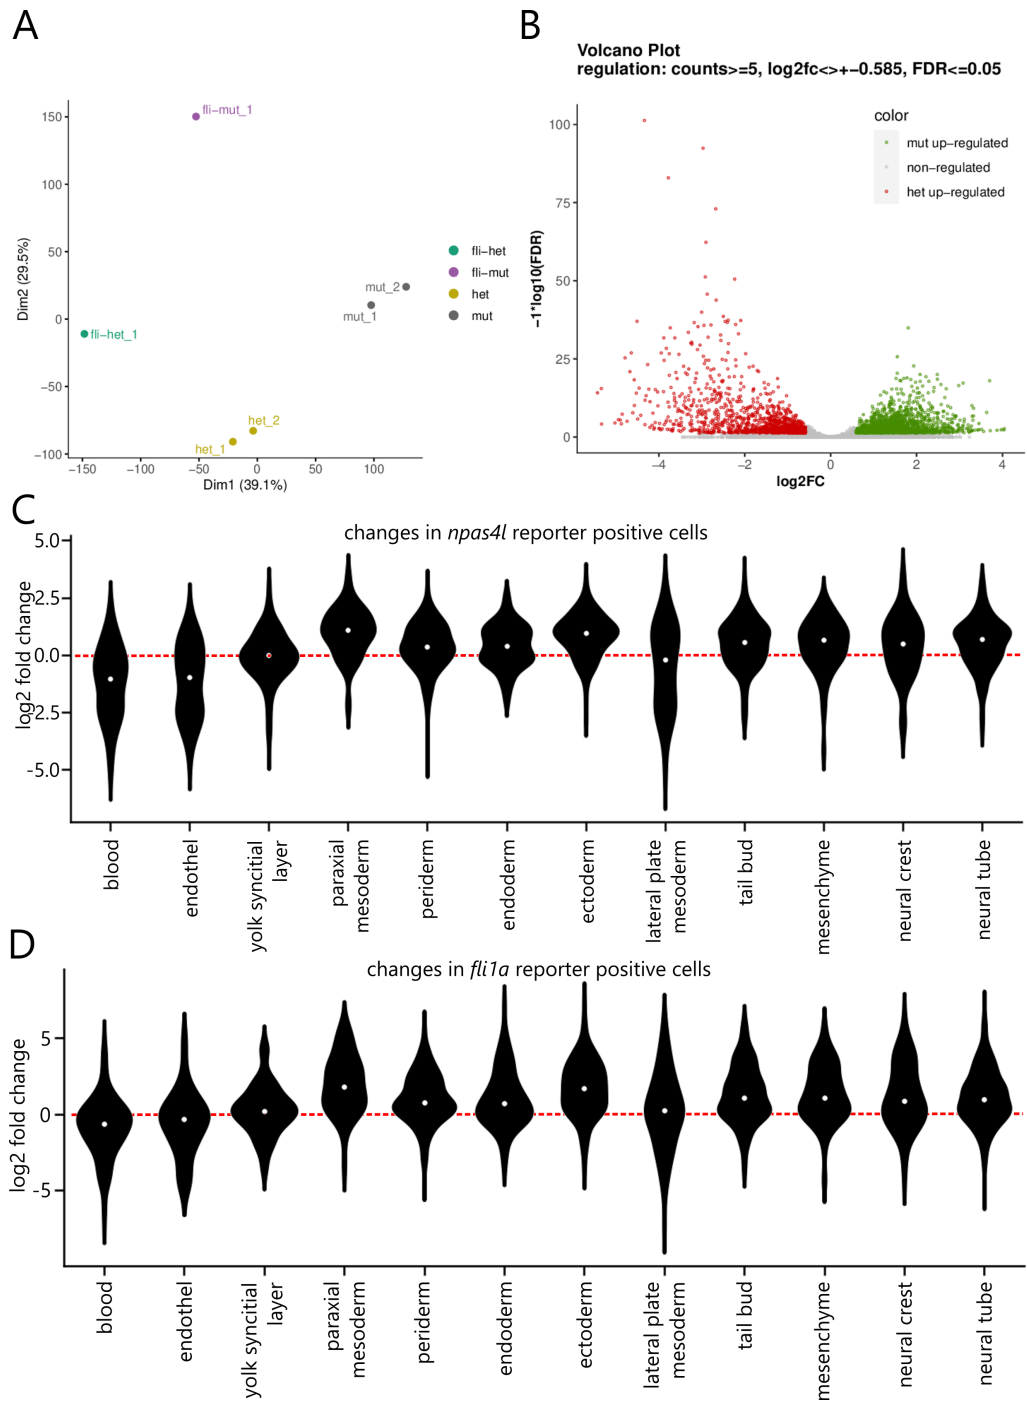 A
150
100
50
0
−50
−100
−150
−100
−50
0
50
100
Dim1 (39.1%)
Dim2 (29.5%)
fli−mut_1
fli−het_1
mut_2
mut_1
het_2
het_1
fli−het
fli−mut
het
mut
B
Volcano Plot
regulation: counts>=5, log2fc<>+−0.585, FDR<=0.05
color
mut up−regulated
non−regulated
het up−regulated
100
75
50
25
0
−4
−2
0
2
4
log2FC
−1*log10(FDR)
C
changes in npas4l reporter positive cells
5.0
2.5
0.0
-2.5
-5.0
log2 fold change
blood
endothel
yolk syncitial
layer
paraxial
mesoderm
periderm
endoderm
ectoderm
lateral plate
mesoderm
tail bud
mesenchyme
neural crest
neural tube
D
changes in fli1a reporter positive cells
5
0
-5
log2 fold change
blood
endothel
yolk syncitial
layer
paraxial
mesoderm
periderm
endoderm
ectoderm
lateral plate
mesoderm
tail bud
mesenchyme
neural crest
neural tube